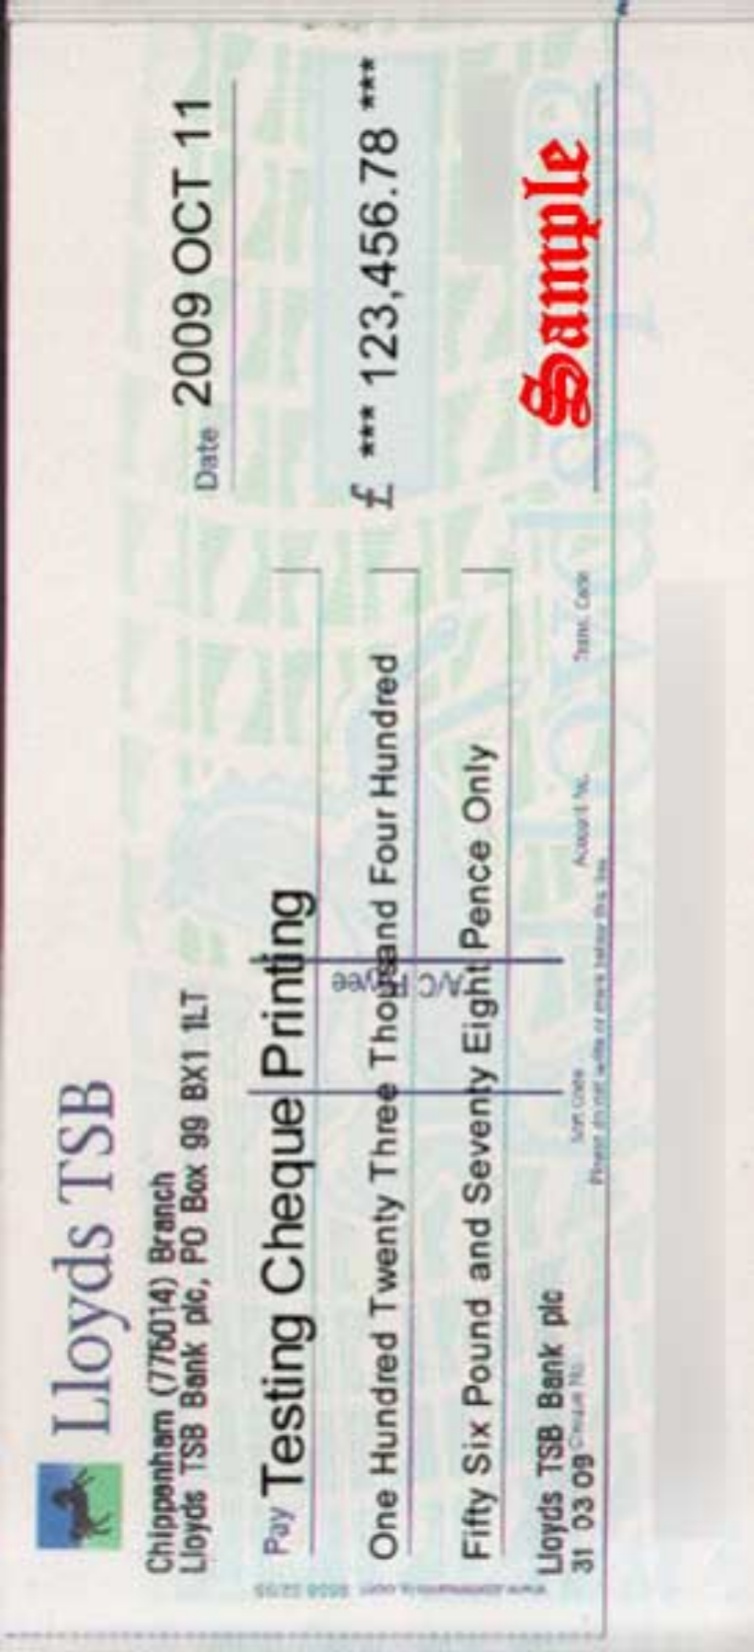 Lloyds TSB
Chippenham (776014) Branch
Lloyds TSB Bank plc, PO Box 99 BX1 1LT
Date 2009 OCT 11
Pay Testing Cheque Printing
£ *** 123,456.78 ***
One Hundred Twenty Three Thousand Four Hundred
Fifty Six Pound and Seventy Eight Pence Only
A/C Payee
Sample
Lloyds TSB Bank plc
31 03 09
Cheque No. Sort Code Account No. Trans. Code
Please do not write or mark below this line